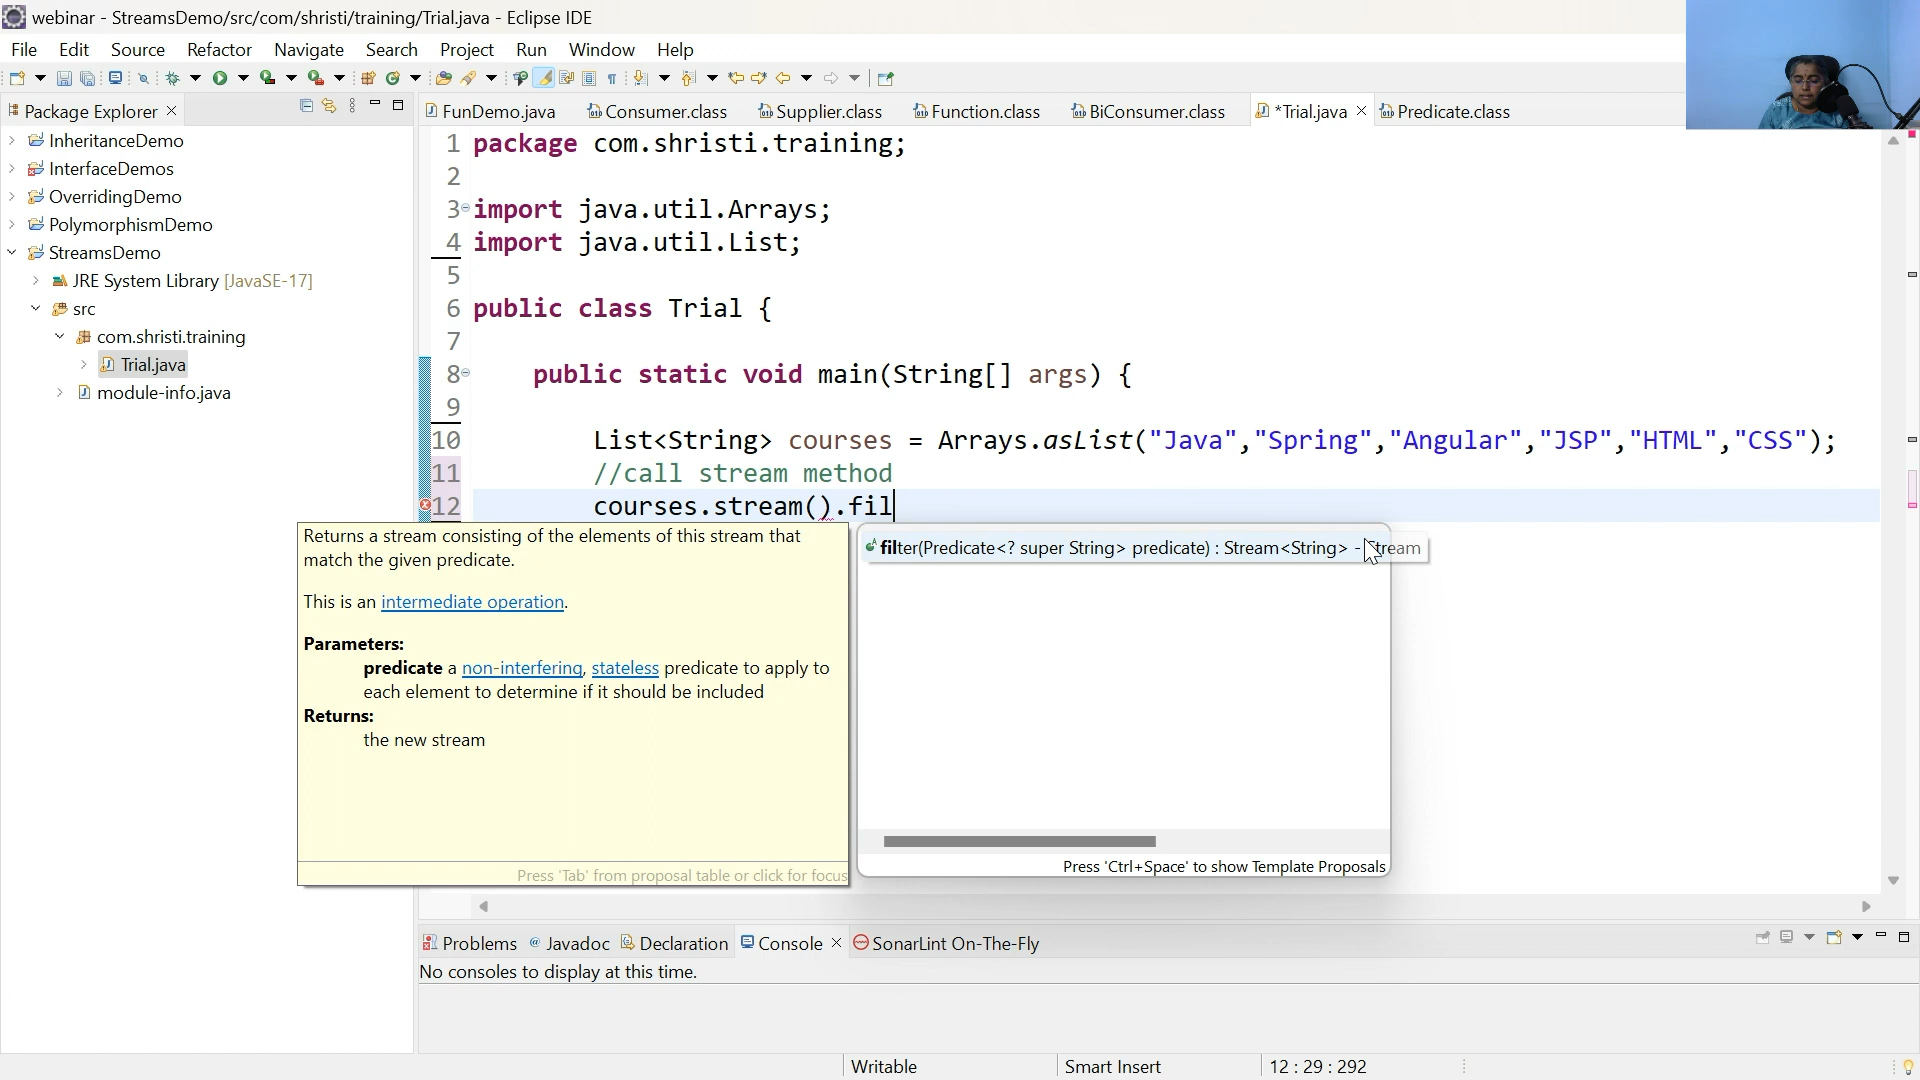 webinar - StreamsDemo/src/com/shristi/training/Trial.java - Eclipse IDE
File Edit Source Refactor Navigate Search Project Run Window Help
Package Explorer
FunDemo.java Consumer.class Supplier.class Function.class BiConsumer.class *Trial.java Predicate.class
InheritanceDemo
InterfaceDemos
OverridingDemo
PolymorphismDemo
StreamsDemo
JRE System Library [JavaSE-17]
src
com.shristi.training
Trial.java
module-info.java
1 package com.shristi.training;
2
3 import java.util.Arrays;
4 import java.util.List;
5
6 public class Trial {
7
8 public static void main(String[] args) {
9
10 List<String> courses = Arrays.asList("Java","Spring","Angular","JSP","HTML","CSS");
11 //call stream method
12 courses.stream().fil
Returns a stream consisting of the elements of this stream that
match the given predicate.
This is an intermediate operation.
Parameters:
predicate a non-interfering, stateless predicate to apply to
each element to determine if it should be included
Returns:
the new stream
Press 'Tab' from proposal table or click for focus
filter(Predicate<? super String> predicate) : Stream<String> - Stream
Press 'Ctrl+Space' to show Template Proposals
Problems Javadoc Declaration Console SonarLint On-The-Fly
No consoles to display at this time.
Writable Smart Insert 12 : 29 : 292